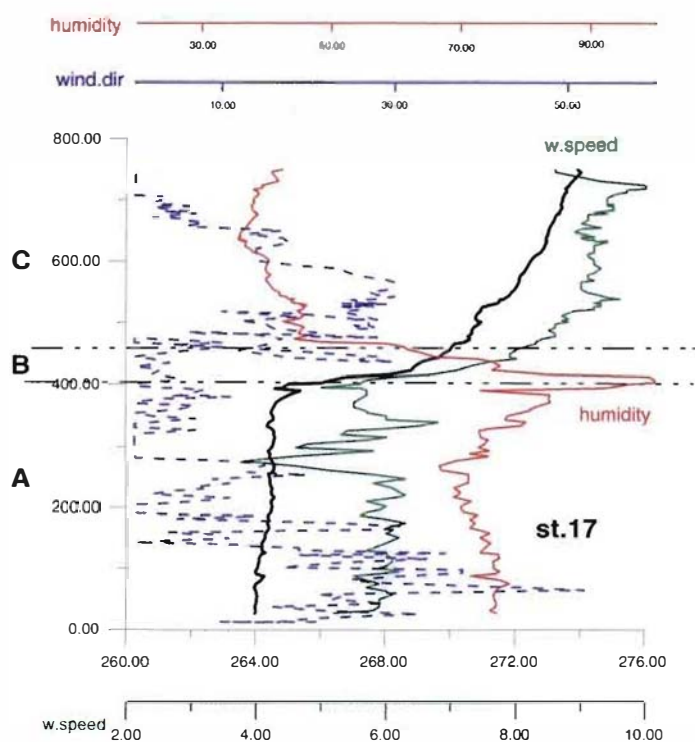 humidity
30.00 50.00 70.00 90.00
wind.dir
10.00 30.00 50.00
800.00
w.speed
C 600.00
B
400.00
humidity
A
200.00
st.17
0.00
260.00 264.00 268.00 272.00 276.00
w.speed
2.00 4.00 6.00 8.00 10.00